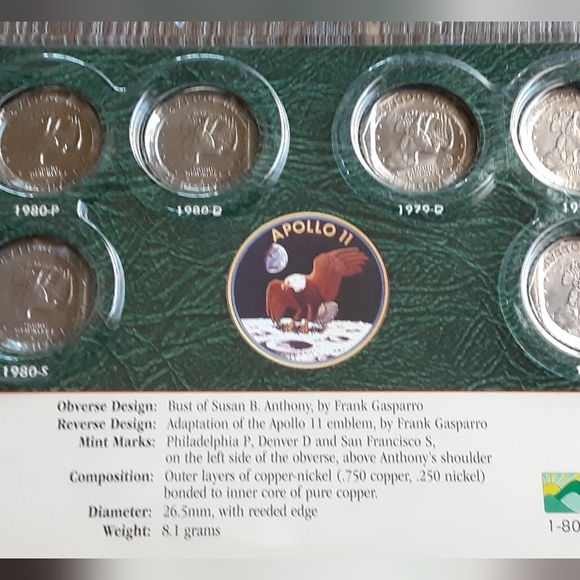 1980-P 1980-D 1979-D
APOLLO 11
1980-S
Obverse Design: Bust of Susan B. Anthony, by Frank Gasparro
Reverse Design: Adaptation of the Apollo 11 emblem, by Frank Gasparro
Mint Marks: Philadelphia P, Denver D and San Francisco S,
on the left side of the obverse, above Anthony's shoulder
Composition: Outer layers of copper-nickel (.750 copper, .250 nickel)
bonded to inner core of pure copper.
Diameter: 26.5mm, with reeded edge
Weight: 8.1 grams
1-80